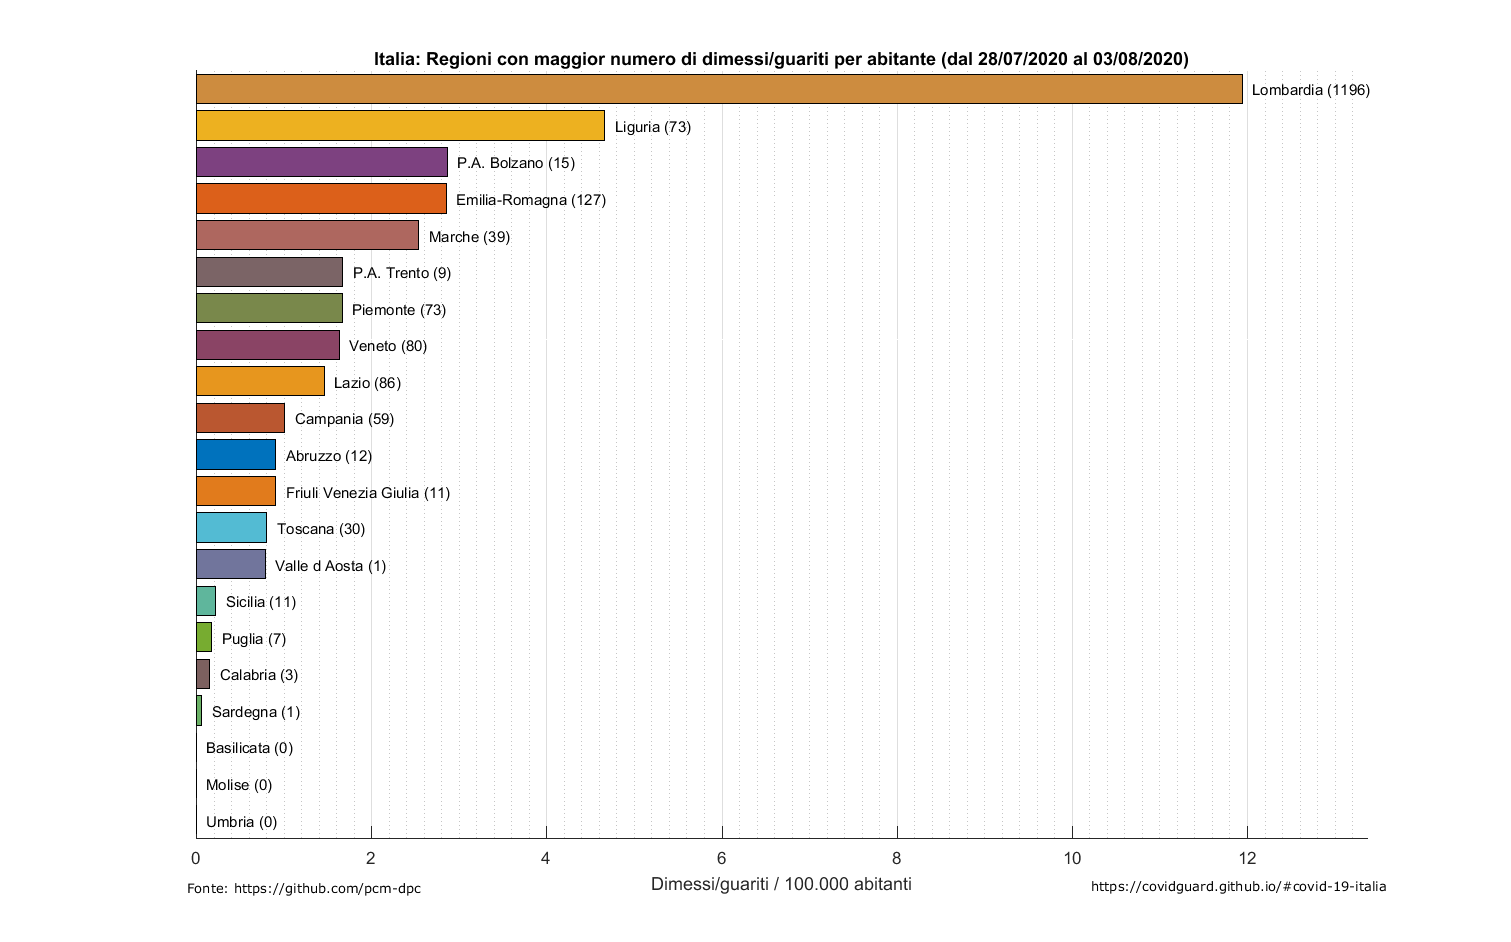 Italia: Regioni con maggior numero di dimessi/guariti per abitante (dal 28/07/2020 al 03/08/2020)
Lombardia (1196)
Liguria (73)
P.A. Bolzano (15)
Emilia-Romagna (127)
Marche (39)
P.A. Trento (9)
Piemonte (73)
Veneto (80)
Lazio (86)
Campania (59)
Abruzzo (12)
Friuli Venezia Giulia (11)
Toscana (30)
Valle d Aosta (1)
Sicilia (11)
Puglia (7)
Calabria (3)
Sardegna (1)
Basilicata (0)
Molise (0)
Umbria (0)
0 2 4 6 8 10 12
Dimessi/guariti / 100.000 abitanti
Fonte: https://github.com/pcm-dpc
https://covidguard.github.io/#covid-19-italia